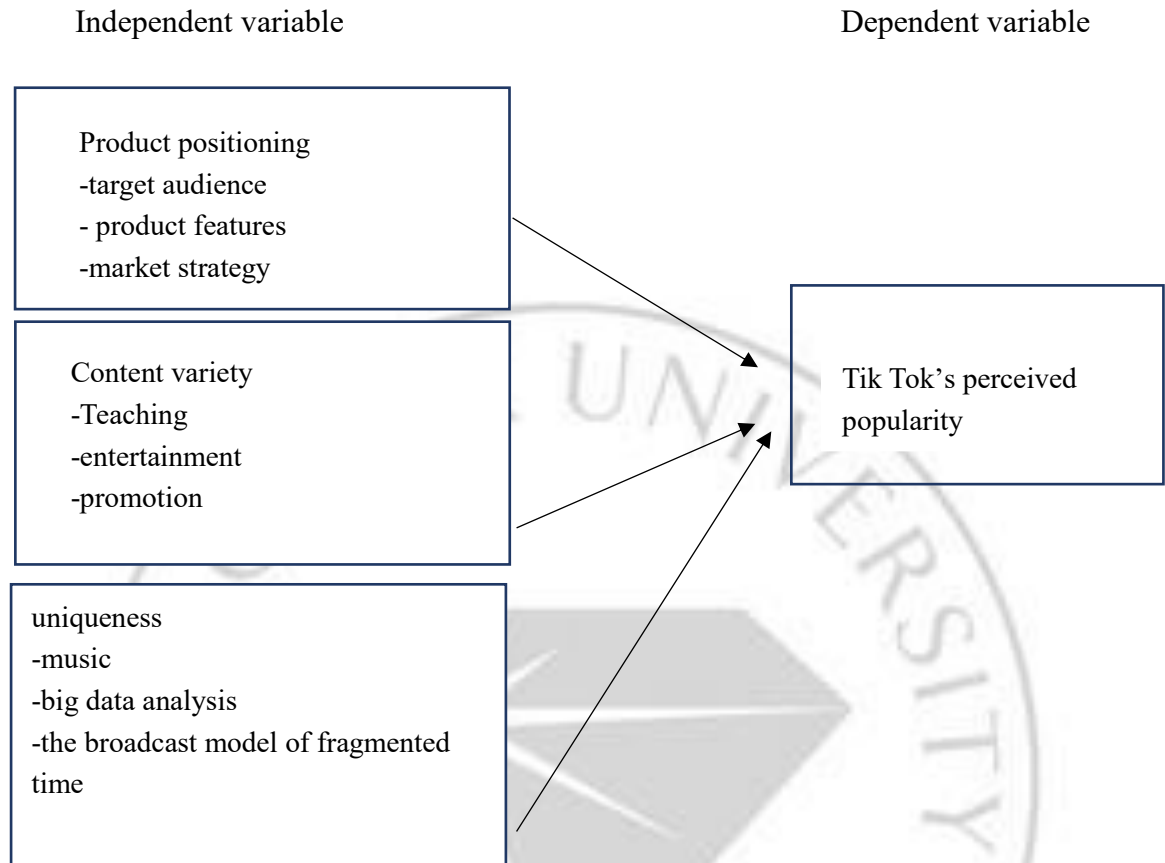 Independent variable
Dependent variable
Product positioning
-target audience
- product features
-market strategy
Content variety
-Teaching
-entertainment
-promotion
uniqueness
-music
-big data analysis
-the broadcast model of fragmented
time
Tik Tok’s perceived
popularity
UNIVERSITY